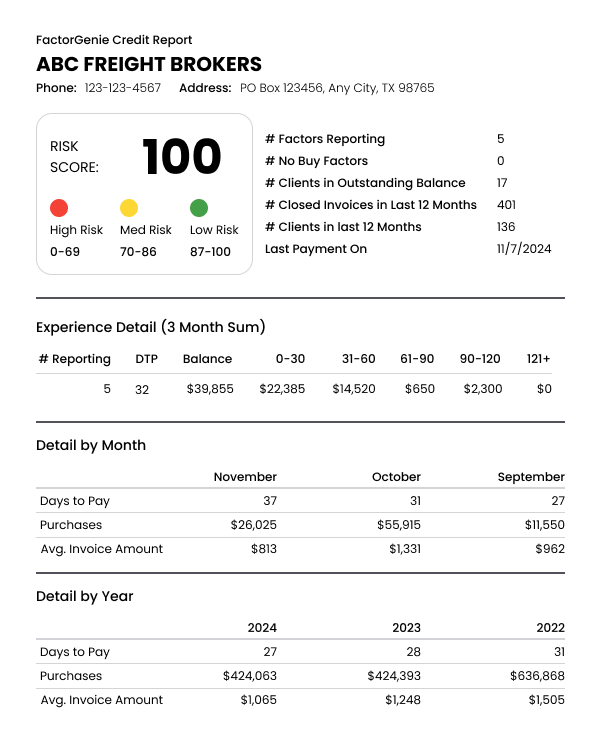 FactorGenie Credit Report
ABC FREIGHT BROKERS
Phone: 123-123-4567 Address: PO Box 123456, Any City, TX 98765
RISK SCORE: 100
High Risk Med Risk Low Risk
0-69 70-86 87-100
# Factors Reporting 5
# No Buy Factors 0
# Clients in Outstanding Balance 17
# Closed Invoices in Last 12 Months 401
# Clients in last 12 Months 136
Last Payment On 11/7/2024
Experience Detail (3 Month Sum)
# Reporting DTP Balance 0-30 31-60 61-90 90-120 121+
5 32 $39,855 $22,385 $14,520 $650 $2,300 $0
Detail by Month
November October September
Days to Pay 37 31 27
Purchases $26,025 $55,915 $11,550
Avg. Invoice Amount $813 $1,331 $962
Detail by Year
2024 2023 2022
Days to Pay 27 28 31
Purchases $424,063 $424,393 $636,868
Avg. Invoice Amount $1,065 $1,248 $1,505